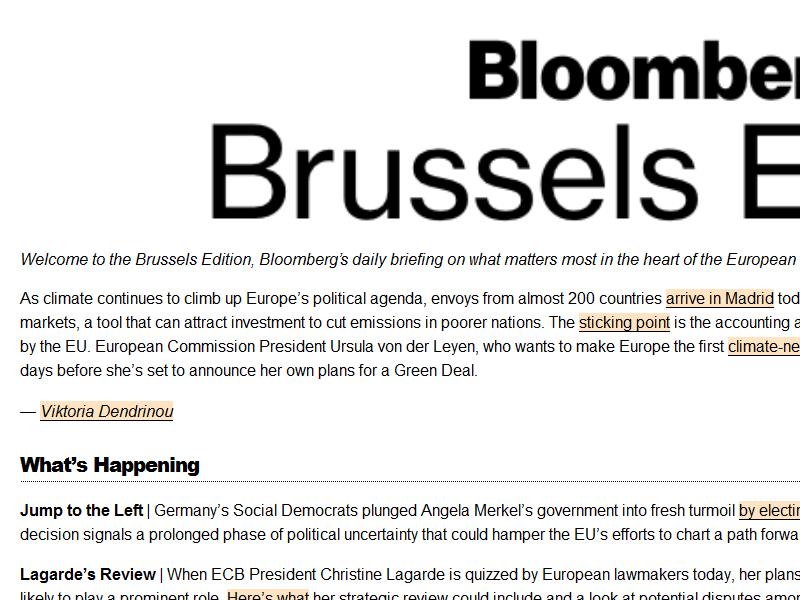 Bloomber
Brussels E
Welcome to the Brussels Edition, Bloomberg's daily briefing on what matters most in the heart of the European
As climate continues to climb up Europe's political agenda, envoys from almost 200 countries arrive in Madrid tod
markets, a tool that can attract investment to cut emissions in poorer nations. The sticking point is the accounting a
by the EU. European Commission President Ursula von der Leyen, who wants to make Europe the first climate-ne
days before she's set to announce her own plans for a Green Deal.
— Viktoria Dendrinou
What's Happening
Jump to the Left | Germany's Social Democrats plunged Angela Merkel's government into fresh turmoil by electin
decision signals a prolonged phase of political uncertainty that could hamper the EU's efforts to chart a path forwa
Lagarde's Review | When ECB President Christine Lagarde is quizzed by European lawmakers today, her plans
likely to play a prominent role. Here's what her strategic review could include and a look at potential disputes amon